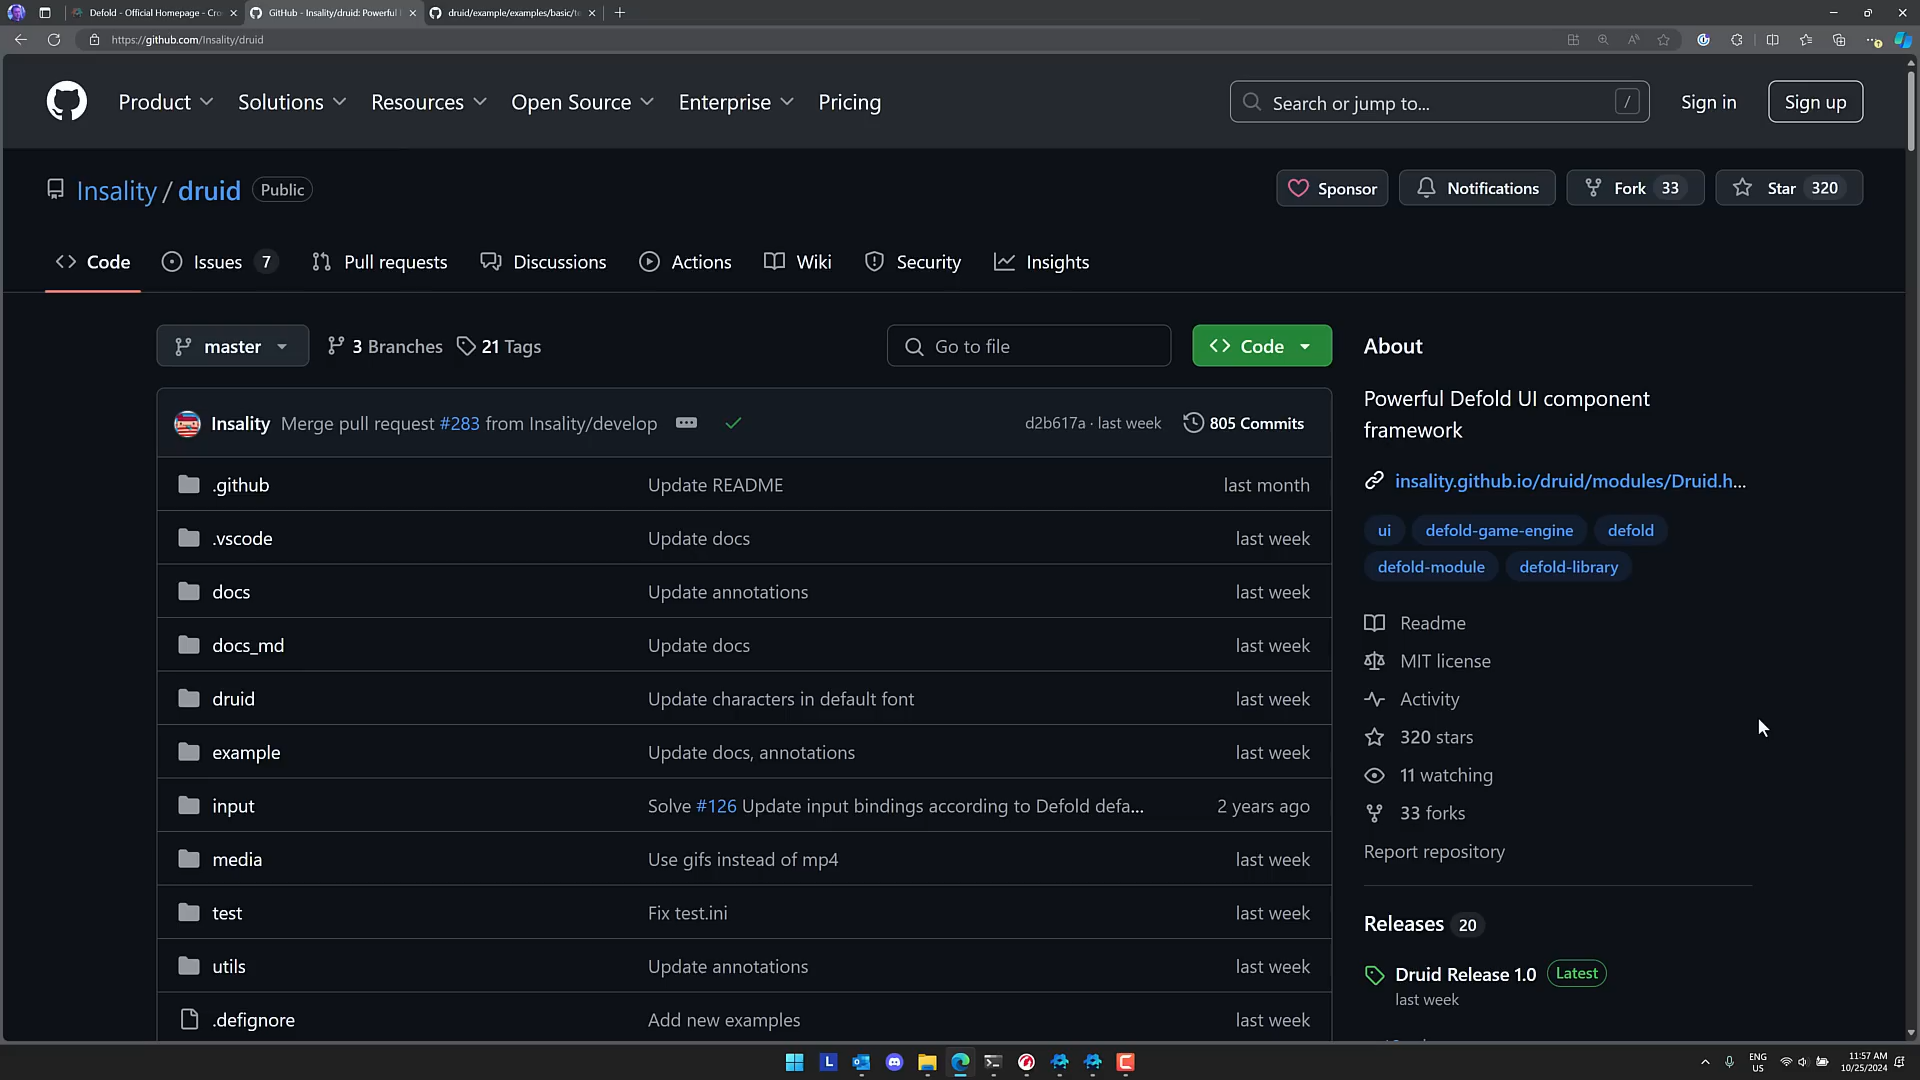 Defold - Official Homepage - Cro
GitHub - Insality/druid: Powerful
druid/example/examples/basic/te
https://github.com/Insality/druid
Product
Solutions
Resources
Open Source
Enterprise
Pricing
Search or jump to...
/
Sign in
Sign up
Insality / druid
Public
Sponsor
Notifications
Fork 33
Star 320
Code
Issues 7
Pull requests
Discussions
Actions
Wiki
Security
Insights
master
3 Branches
21 Tags
Go to file
Code
Insality Merge pull request #283 from Insality/develop
d2b617a · last week
805 Commits
.github Update README last month
.vscode Update docs last week
docs Update annotations last week
docs_md Update docs last week
druid Update characters in default font last week
example Update docs, annotations last week
input Solve #126 Update input bindings according to Defold defa... 2 years ago
media Use gifs instead of mp4 last week
test Fix test.ini last week
utils Update annotations last week
.defignore Add new examples last week
About
Powerful Defold UI component
framework
insality.github.io/druid/modules/Druid.h...
ui defold-game-engine defold
defold-module defold-library
Readme
MIT license
Activity
320 stars
11 watching
33 forks
Report repository
Releases 20
Druid Release 1.0 Latest
last week
L
ENG
US
11:57 AM
10/25/2024